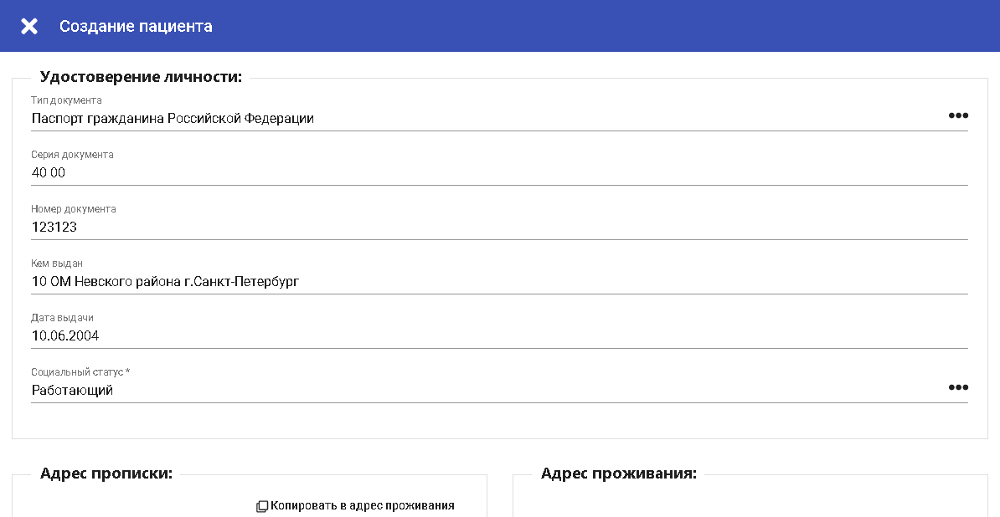 Создание пациента
Удостоверение личности:
Тип документа
Паспорт гражданина Российской Федерации
Серия документа
40 00
Номер документа
123123
Кем выдан
10 ОМ Невского района г.Санкт-Петербург
Дата выдачи
10.06.2004
Социальный статус *
Работающий
Адрес прописки:
Адрес проживания:
Копировать в адрес проживания